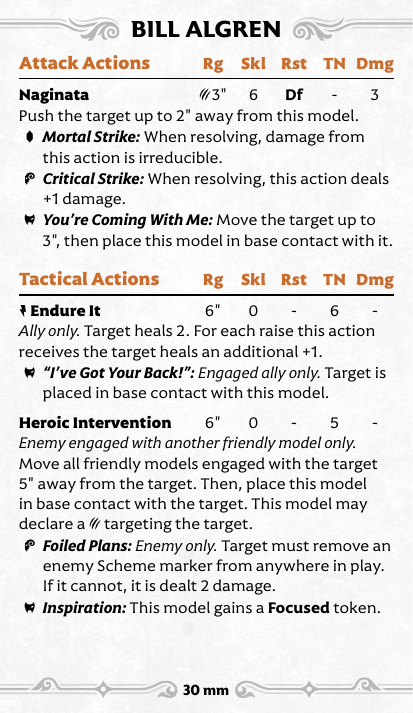 BILL ALGREN
Attack Actions Rg Skl Rst TN Dmg
Naginata 3" 6 Df - 3
Push the target up to 2" away from this model.
Mortal Strike: When resolving, damage from
this action is irreducible.
Critical Strike: When resolving, this action deals
+1 damage.
You're Coming With Me: Move the target up to
3", then place this model in base contact with it.
Tactical Actions Rg Skl Rst TN Dmg
Endure It 6" 0 - 6 -
Ally only. Target heals 2. For each raise this action
receives the target heals an additional +1.
“I've Got Your Back!”: Engaged ally only. Target is
placed in base contact with this model.
Heroic Intervention 6" 0 - 5 -
Enemy engaged with another friendly model only.
Move all friendly models engaged with the target
5" away from the target. Then, place this model
in base contact with the target. This model may
declare a targeting the target.
Foiled Plans: Enemy only. Target must remove an
enemy Scheme marker from anywhere in play.
If it cannot, it is dealt 2 damage.
Inspiration: This model gains a Focused token.
30 mm